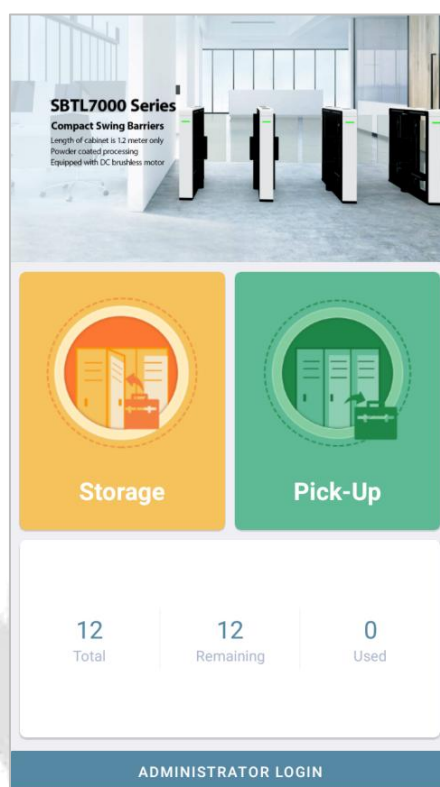 SBTL7000 Series
Compact Swing Barriers
Length of cabinet is 1.2 meter only
Powder coated processing
Equipped with DC brushless motor
Storage
Pick-Up
12
12
0
Total
Remaining
Used
ADMINISTRATOR LOGIN